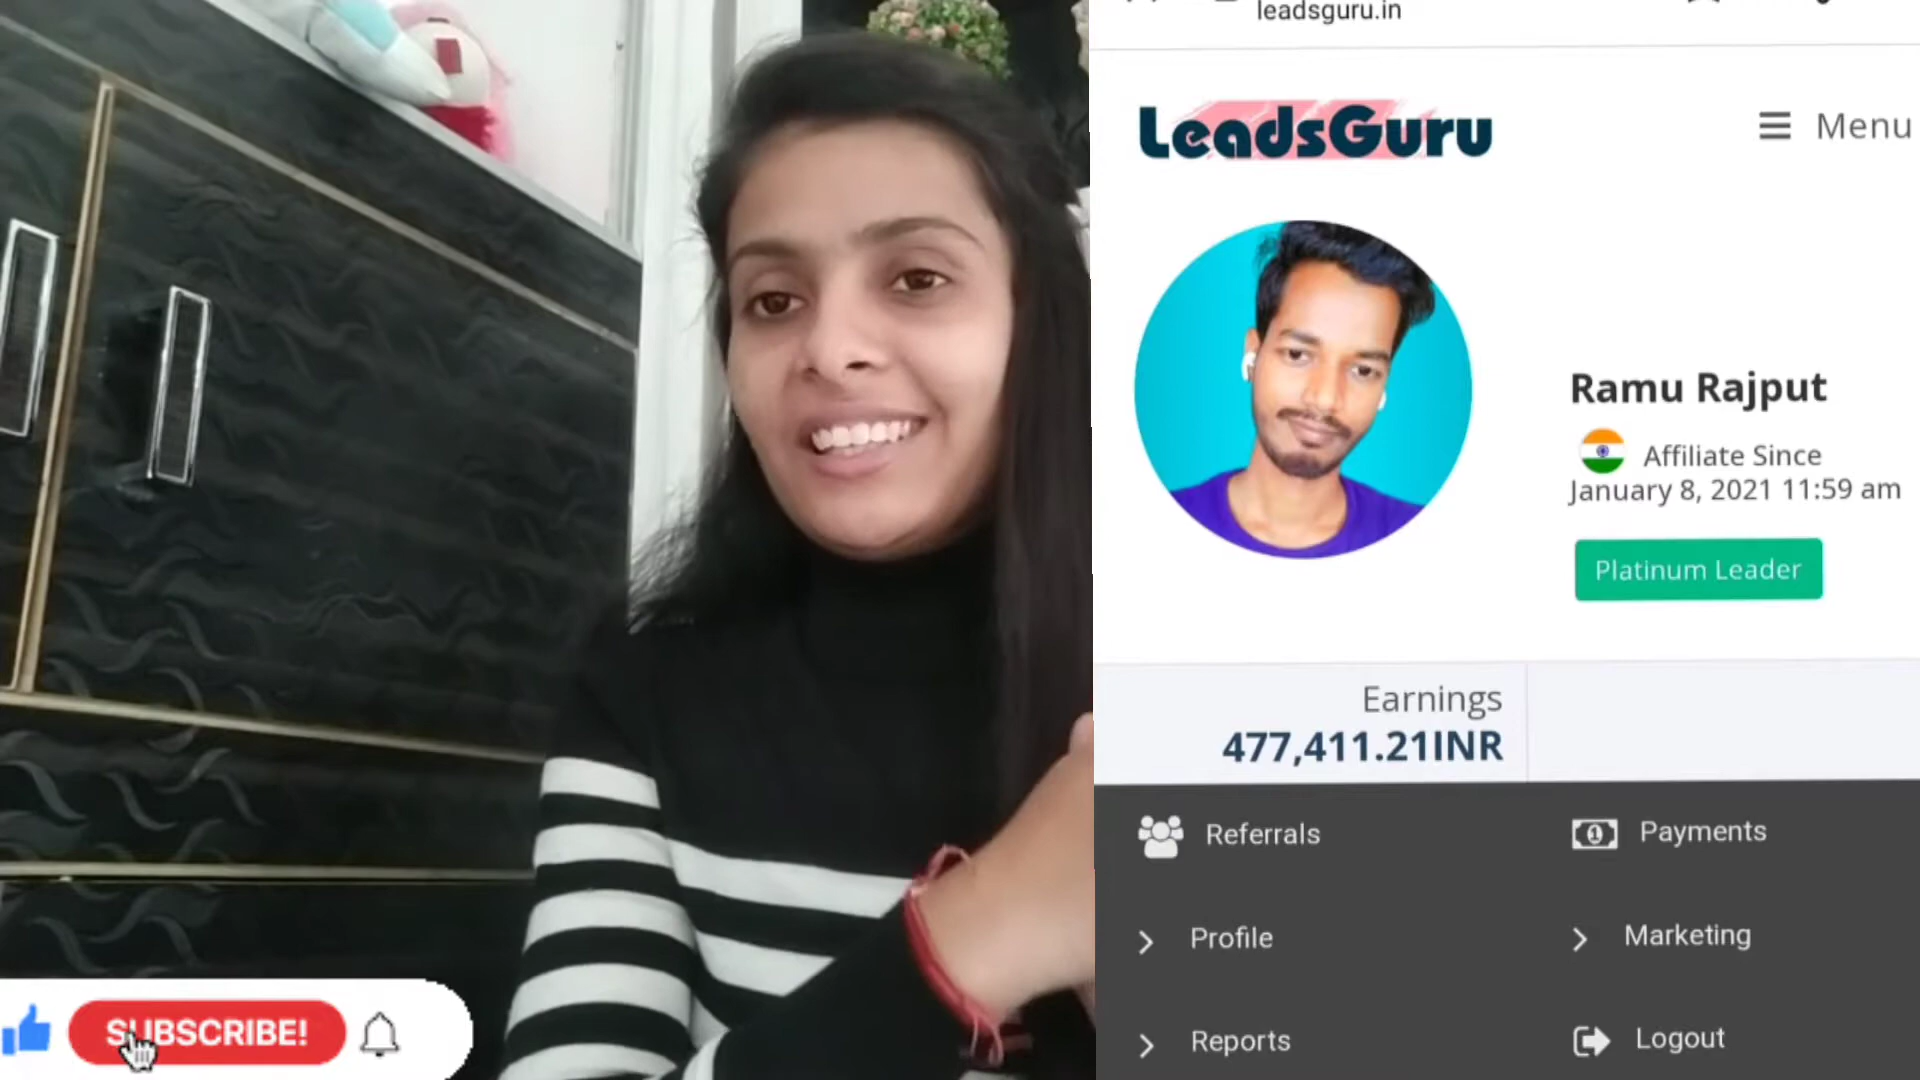 leadsguru.in
LeadsGuru
Menu
Ramu Rajput
Affiliate Since
January 8, 2021 11:59 am
Platinum Leader
Earnings
477,411.21INR
Referrals
Payments
Profile
Marketing
Reports
Logout
SUBSCRIBE!